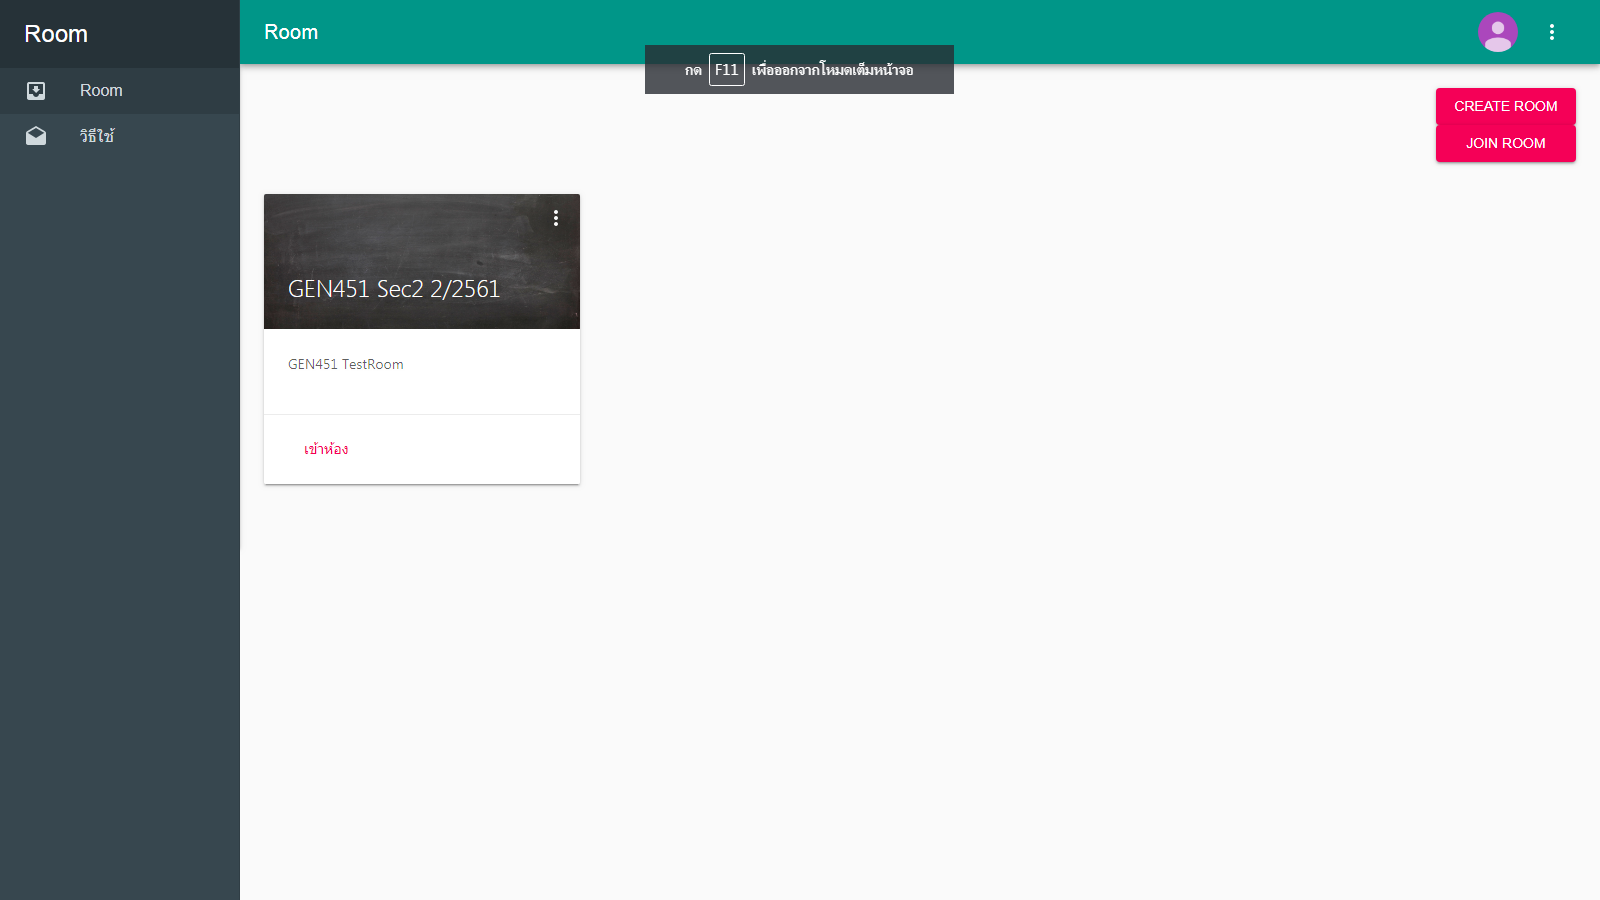 Room
Room
วิธีใช้
Room
กด F11 เพื่อออกจากโหมดเต็มหน้าจอ
CREATE ROOM
JOIN ROOM
GEN451 Sec2 2/2561
GEN451 TestRoom
เข้าห้อง